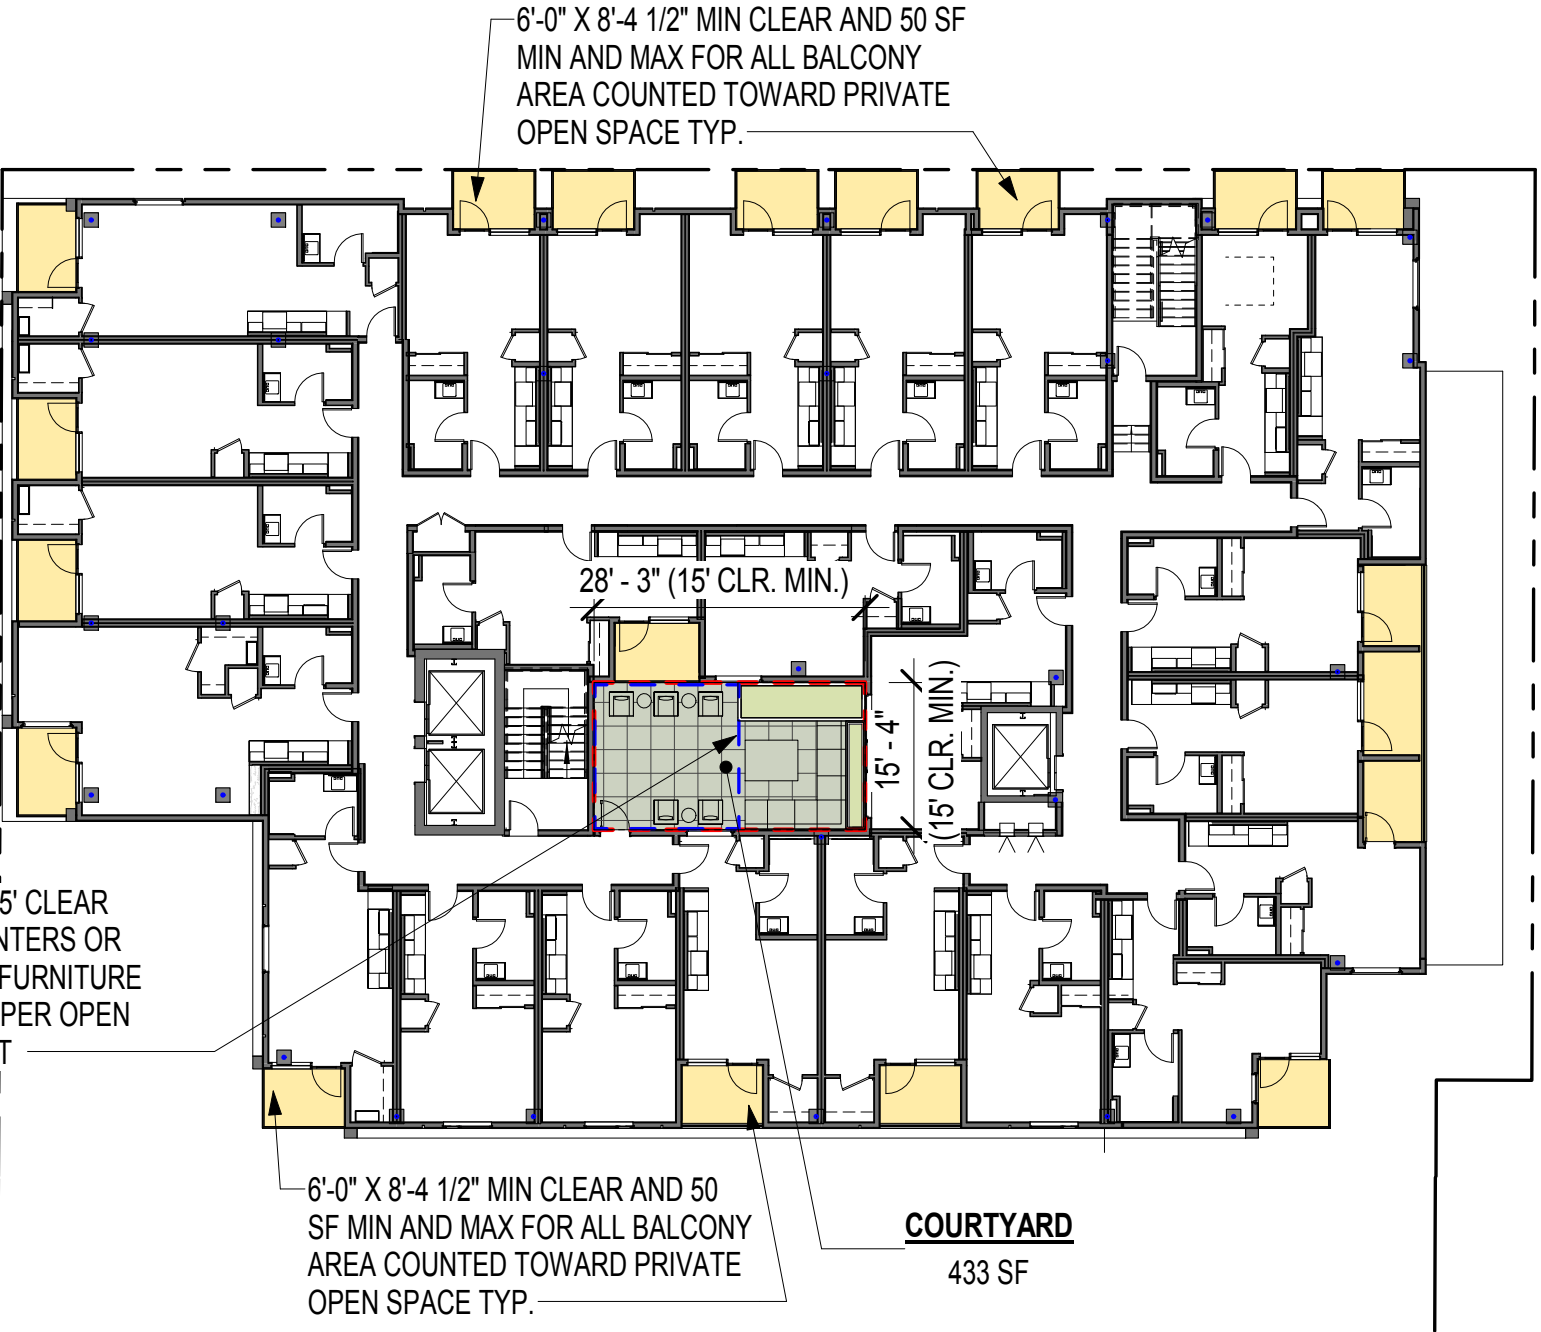 6'-0" X 8'-4 1/2" MIN CLEAR AND 50 SF
MIN AND MAX FOR ALL BALCONY
AREA COUNTED TOWARD PRIVATE
OPEN SPACE TYP.
28' - 3" (15' CLR. MIN.)
15' - 4"
(15' CLR. MIN.)
5' CLEAR
NTERS OR
FURNITURE
PER OPEN
T
6'-0" X 8'-4 1/2" MIN CLEAR AND 50
SF MIN AND MAX FOR ALL BALCONY
AREA COUNTED TOWARD PRIVATE
OPEN SPACE TYP.
COURTYARD
433 SF